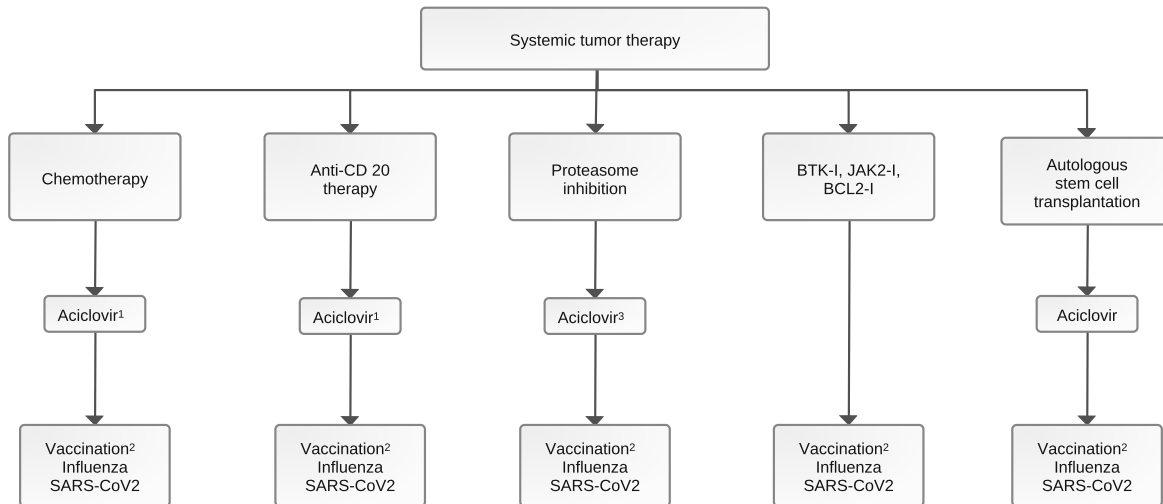 Systemic tumor therapy
Chemotherapy
Anti-CD 20
therapy
Proteasome
inhibition
BTK-I, JAK2-I,
BCL2-I
Autologous
stem cell
transplantation
Aciclovir¹
Aciclovir¹
Aciclovir³
Aciclovir
Vaccination²
Influenza
SARS-CoV2
Vaccination²
Influenza
SARS-CoV2
Vaccination²
Influenza
SARS-CoV2
Vaccination²
Influenza
SARS-CoV2
Vaccination²
Influenza
SARS-CoV2